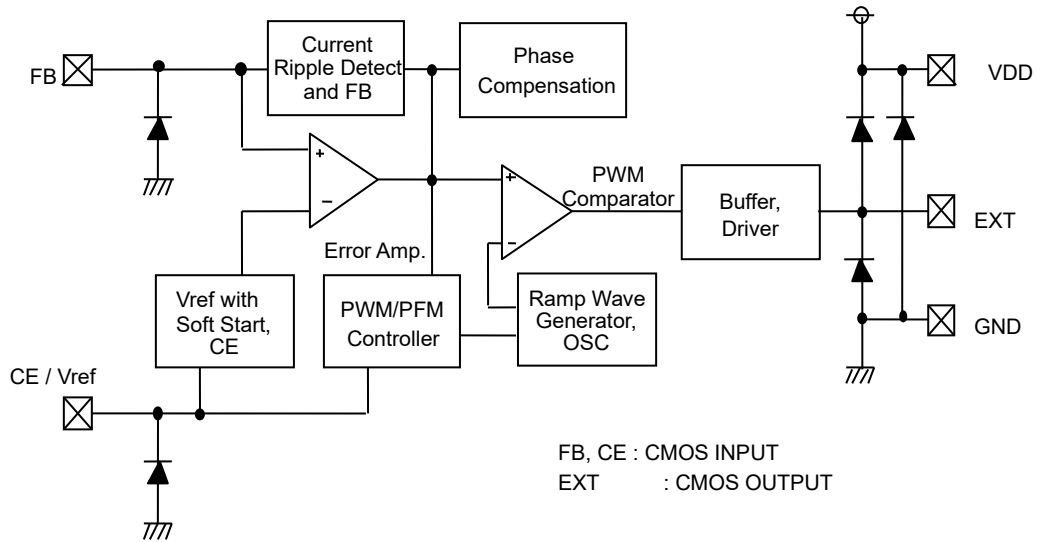 FB
Current
Ripple Detect
and FB
Phase
Compensation
VDD
+
−
Error Amp.
+
−
PWM
Comparator
Buffer,
Driver
EXT
Vref with
Soft Start,
CE
PWM/PFM
Controller
Ramp Wave
Generator,
OSC
GND
CE / Vref
FB, CE : CMOS INPUT
EXT : CMOS OUTPUT